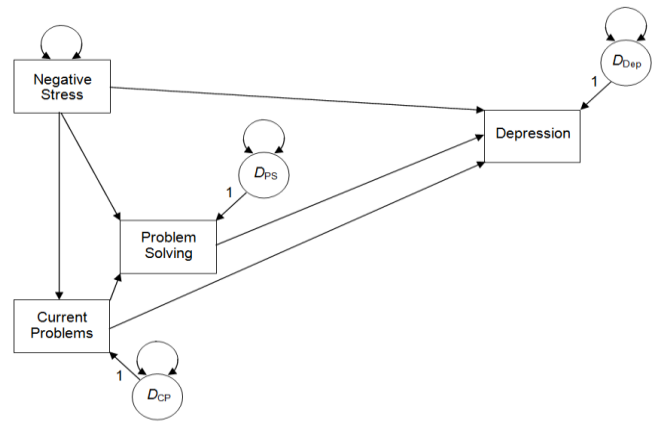 Negative
Stress
D_Dep
1
Depression
D_PS
1
Problem
Solving
Current
Problems
1
D_CP